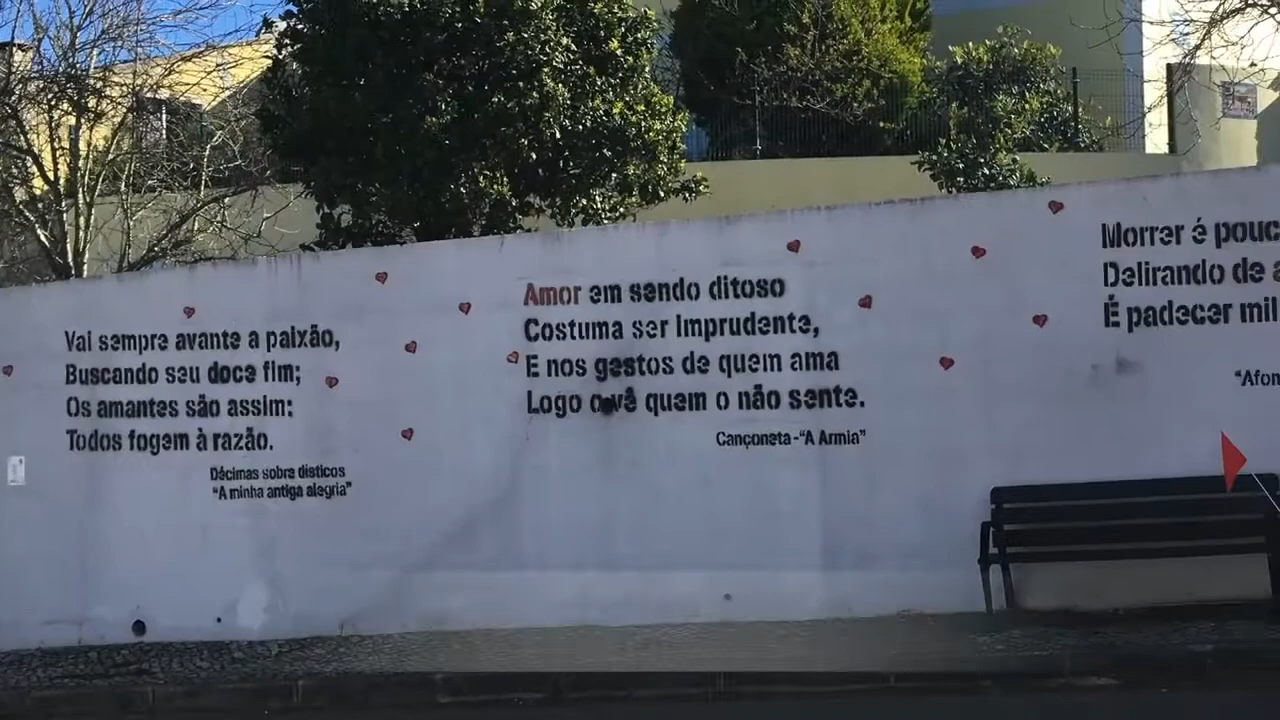 Vai sempre avante a paixão,
Buscando seu doce fim;
Os amantes são assim:
Todos fogem à razão.
Décimas sobre dísticos
“A minha antiga alegria”
Amor em sendo ditoso
Costuma ser imprudente,
E nos gestos de quem ama
Logo o vê quem o não sente.
Cançoneta-“A Armia”
Morrer é pouc
Delirando de a
É padecer mil
“Afon